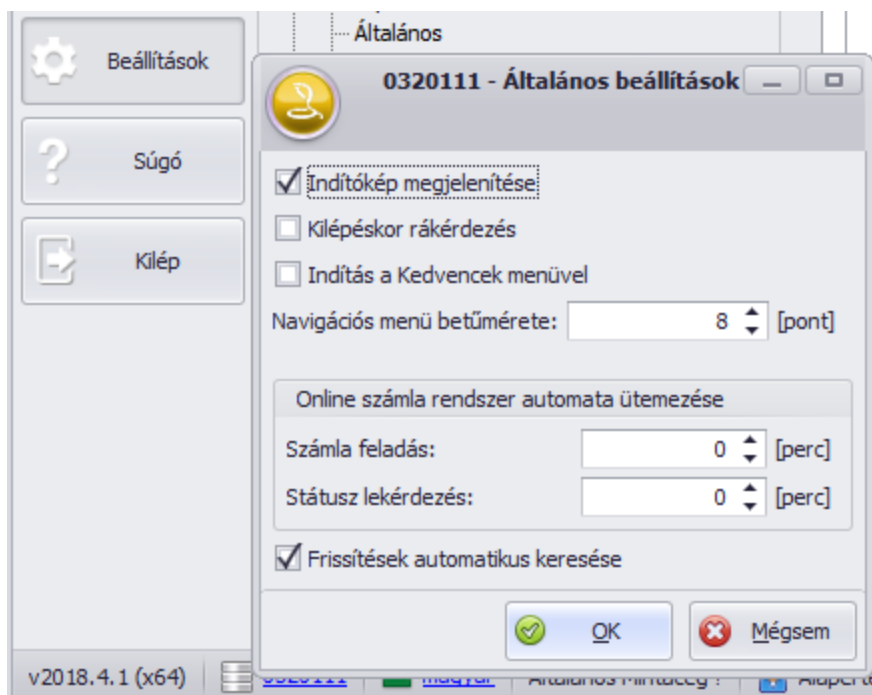 Általános
Beállítások
0320111 - Általános beállítások
Súgó
Indítókép megjelenítése
Kilépéskor rákérdezés
Kilép
Indítás a Kedvencek menüvel
Navigációs menü betűmérete: 8 [pont]
Online számla rendszer automata ütemezése
Számla feladás: 0 [perc]
Státusz lekérdezés: 0 [perc]
Frissítések automatikus keresése
OK Mégsem
v2018.4.1 (x64) 0320111 magyar